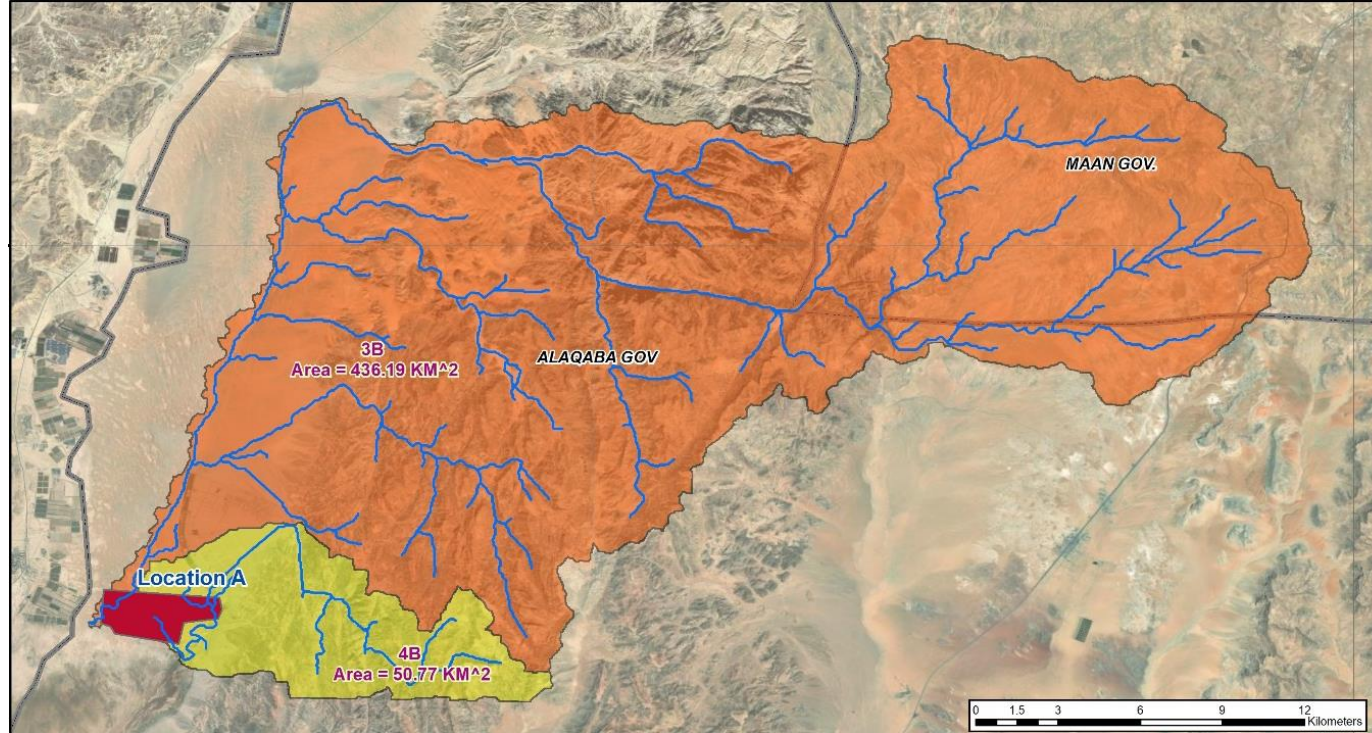 MAAN GOV.
3B
Area = 436.19 KM^2
ALAQABA GOV
Location A
4B
Area = 50.77 KM^2
0 1.5 3 6 9 12
Kilometers